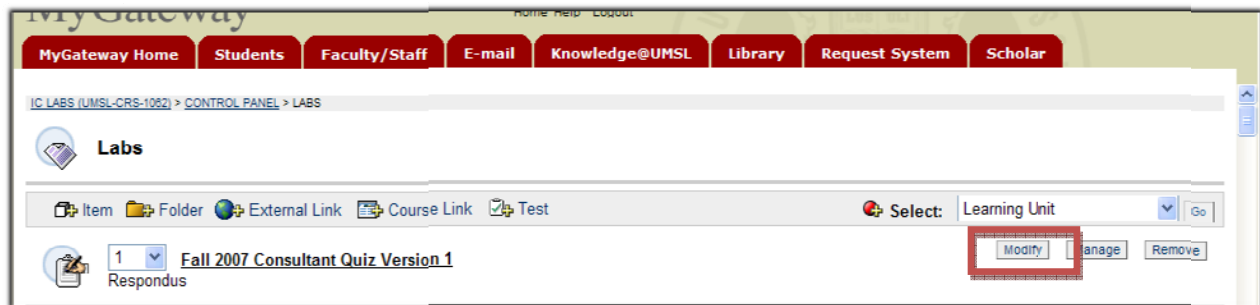 MyGateway
Home Help Logout
MyGateway Home Students Faculty/Staff E-mail Knowledge@UMSL Library Request System Scholar
IC LABS (UMSL-CRS-1062) > CONTROL PANEL > LABS
Labs
Item Folder External Link Course Link Test Select: Learning Unit Go
1 Fall 2007 Consultant Quiz Version 1 Modify Manage Remove
Respondus